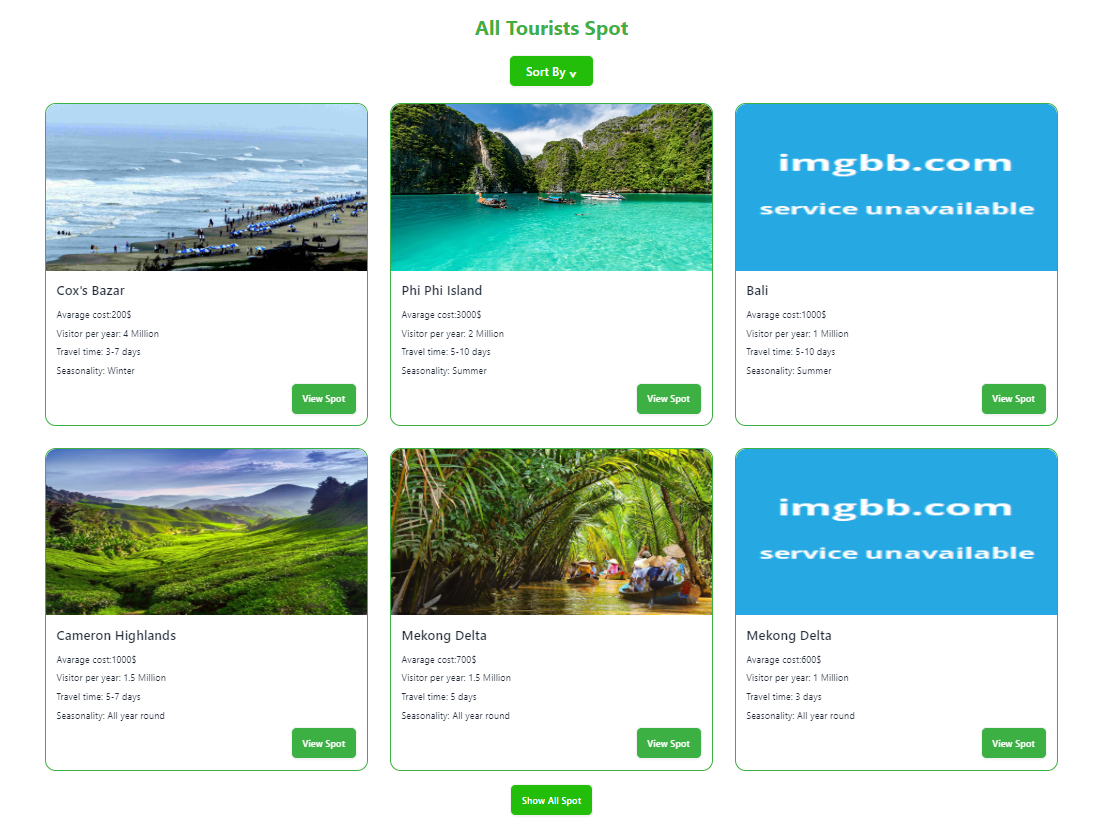 All Tourists Spot
Sort By v
imgbb.com
service unavailable
Cox's Bazar
Avarage cost:200$
Visitor per year: 4 Million
Travel time: 3-7 days
Seasonality: Winter
View Spot
Phi Phi Island
Avarage cost:3000$
Visitor per year: 2 Million
Travel time: 5-10 days
Seasonality: Summer
View Spot
Bali
Avarage cost:1000$
Visitor per year: 1 Million
Travel time: 5-10 days
Seasonality: Summer
View Spot
imgbb.com
service unavailable
Cameron Highlands
Avarage cost:1000$
Visitor per year: 1.5 Million
Travel time: 5-7 days
Seasonality: All year round
View Spot
Mekong Delta
Avarage cost:700$
Visitor per year: 1.5 Million
Travel time: 5 days
Seasonality: All year round
View Spot
Mekong Delta
Avarage cost:600$
Visitor per year: 1 Million
Travel time: 3 days
Seasonality: All year round
View Spot
Show All Spot